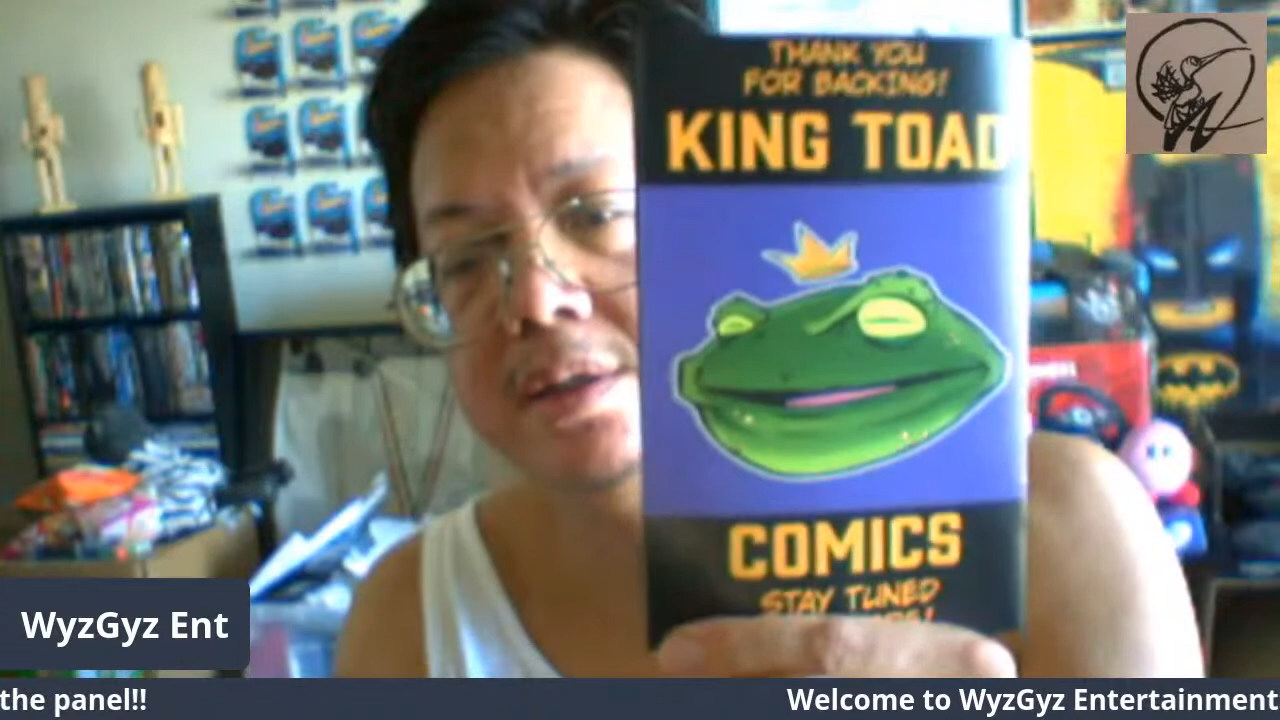 THANK YOU
FOR BACKING!
KING TOAD
COMICS
STAY TUNED
WyzGyz Ent
the panel!!
Welcome to WyzGyz Entertainment